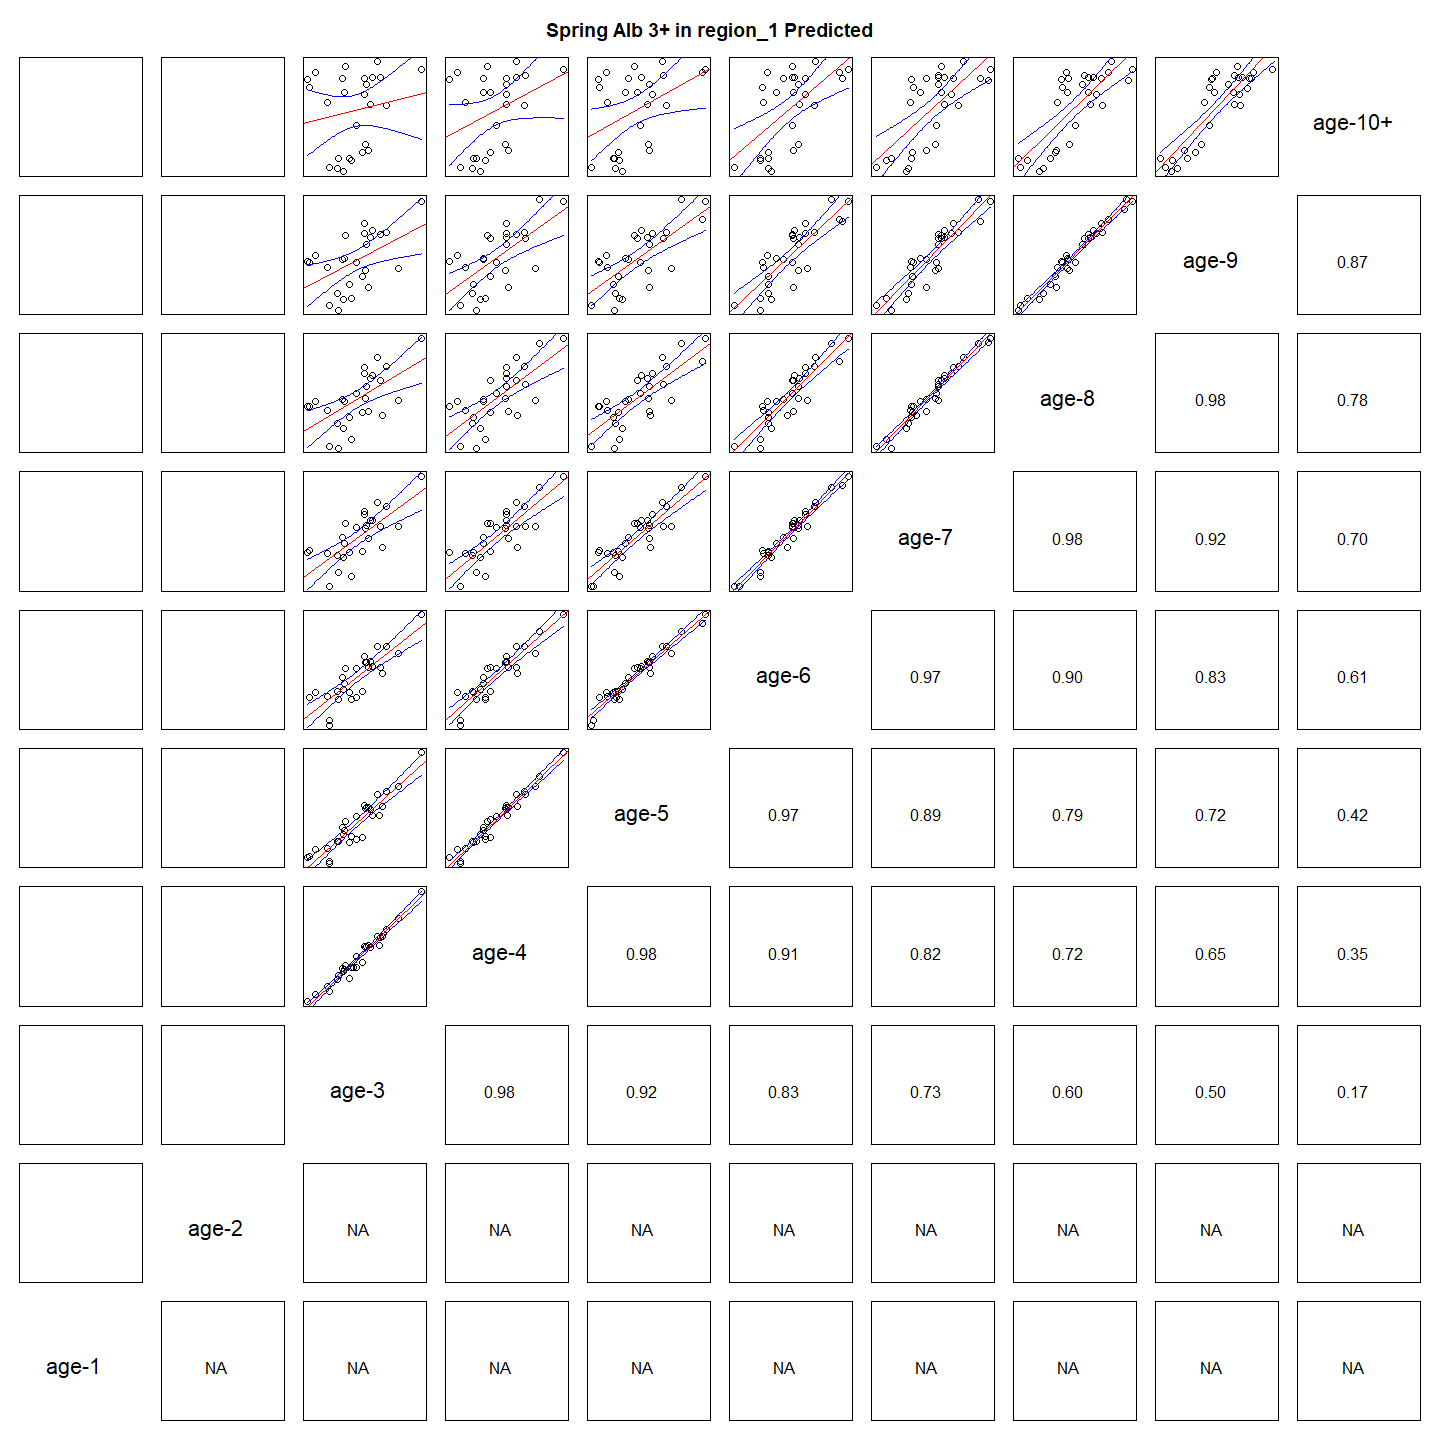 Spring Alb 3+ in region_1 Predicted
age-10+
age-9 0.87
age-8 0.98 0.78
age-7 0.98 0.92 0.70
age-6 0.97 0.90 0.83 0.61
age-5 0.97 0.89 0.79 0.72 0.42
age-4 0.98 0.91 0.82 0.72 0.65 0.35
age-3 0.98 0.92 0.83 0.73 0.60 0.50 0.17
age-2 NA NA NA NA NA NA NA NA
age-1 NA NA NA NA NA NA NA NA NA